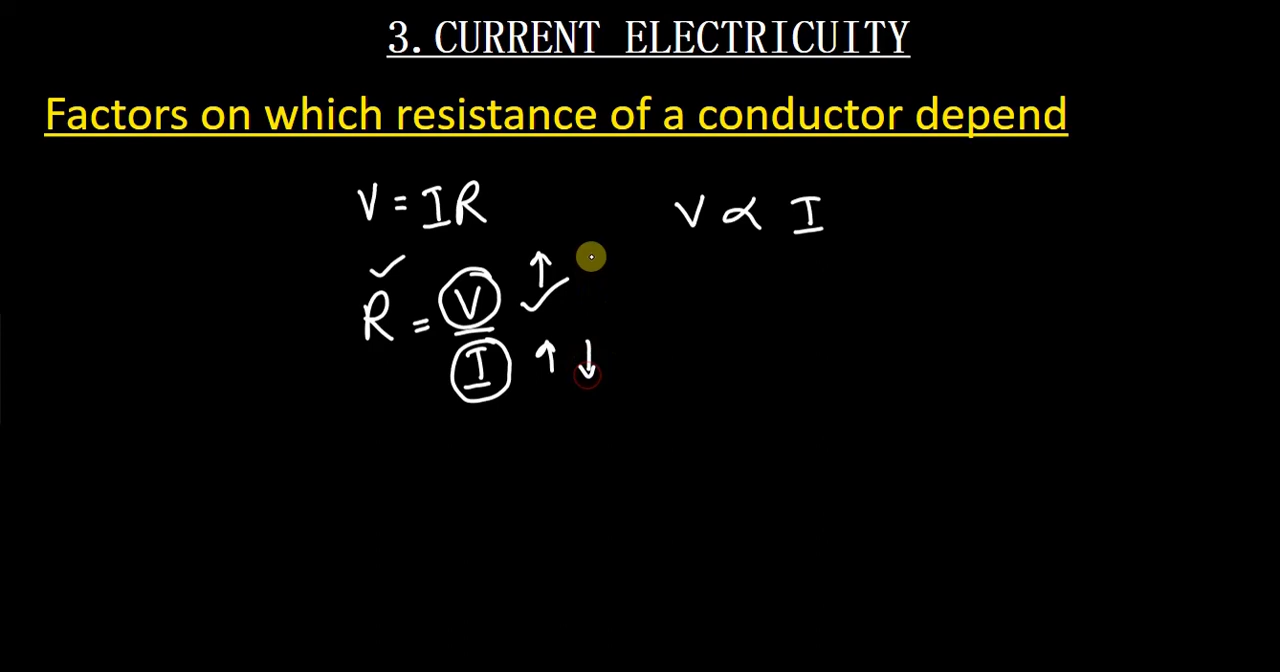 3. CURRENT ELECTRICUITY
Factors on which resistance of a conductor depend
V = IR
V ∝ I
R = V/I ↑ ↑ ↓